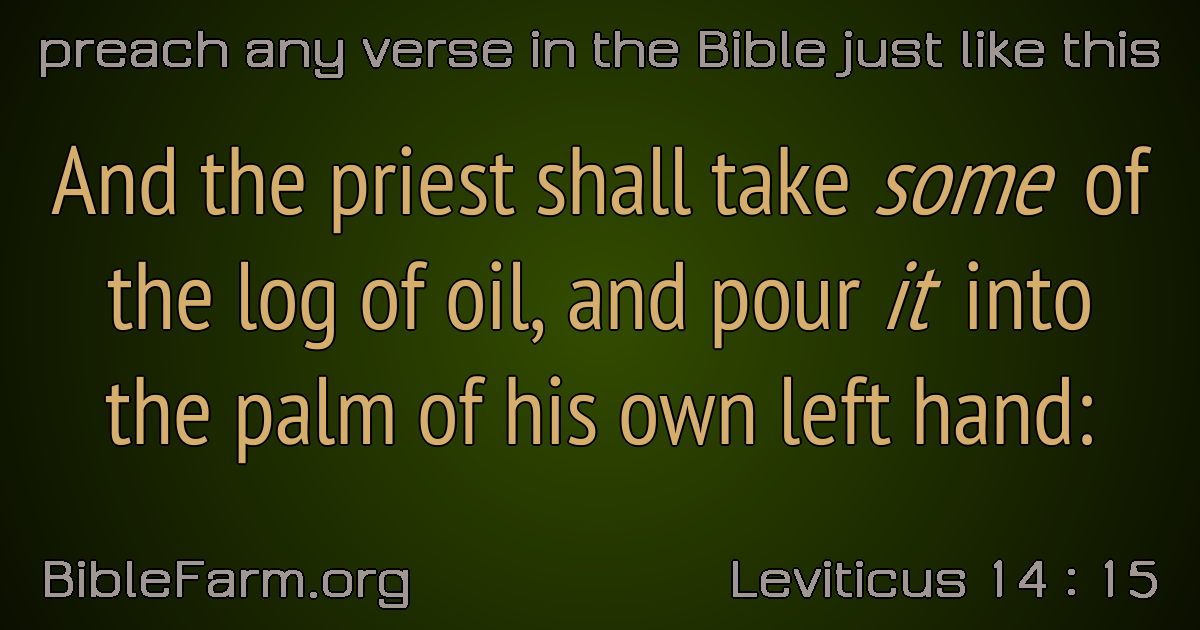 preach any verse in the Bible just like this
And the priest shall take some of
the log of oil, and pour it into
the palm of his own left hand:
BibleFarm.org
Leviticus 14 : 15